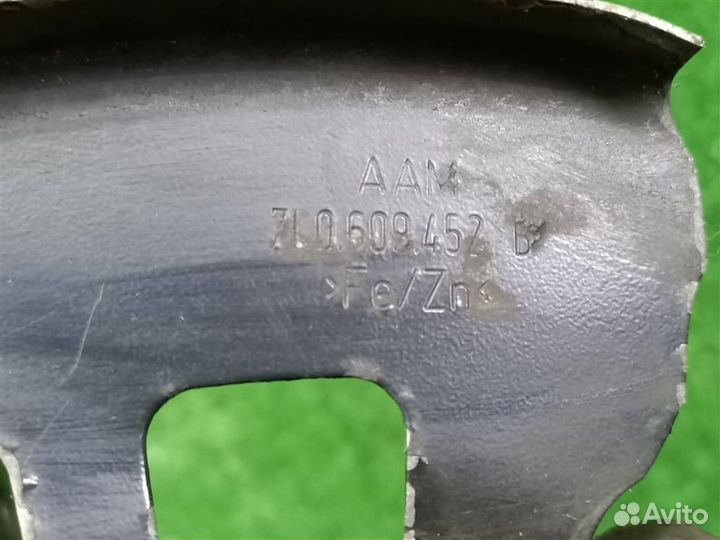 AAM
7L0.609.452 B
>Fe/Zn<
Avito